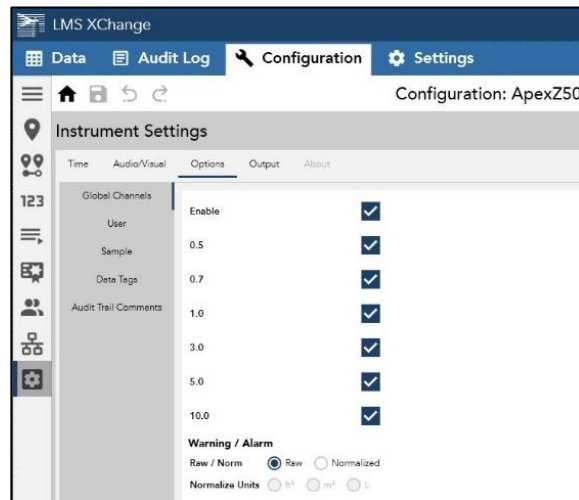 LMS XChange
Data Audit Log Configuration Settings
Configuration: ApexZ50
Instrument Settings
Time Audio/Visual Options Output About
Global Channels
User
Sample
Data Tags
Audit Trail Comments
123
Enable
0.5
0.7
1.0
3.0
5.0
10.0
Warning / Alarm
Raw / Norm Raw Normalized
Normalize Units ft³ m³ L